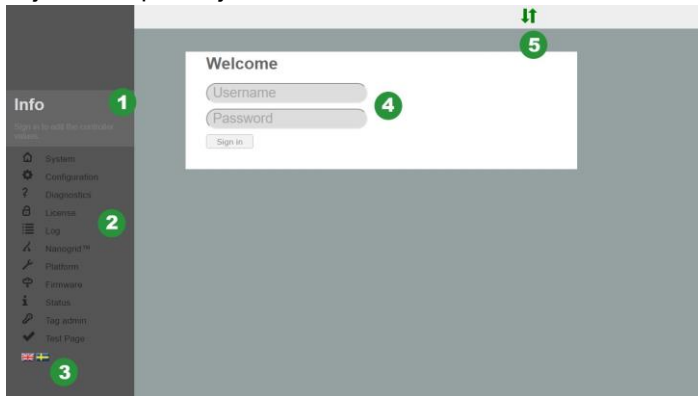 5
Welcome
Username
4
Password
Sign in
Info
1
Sign in to edit the controller
values
System
Configuration
Diagnostics
License
2
Log
Nanogrid™
Platform
Firmware
Status
Tag admin
Test Page
3